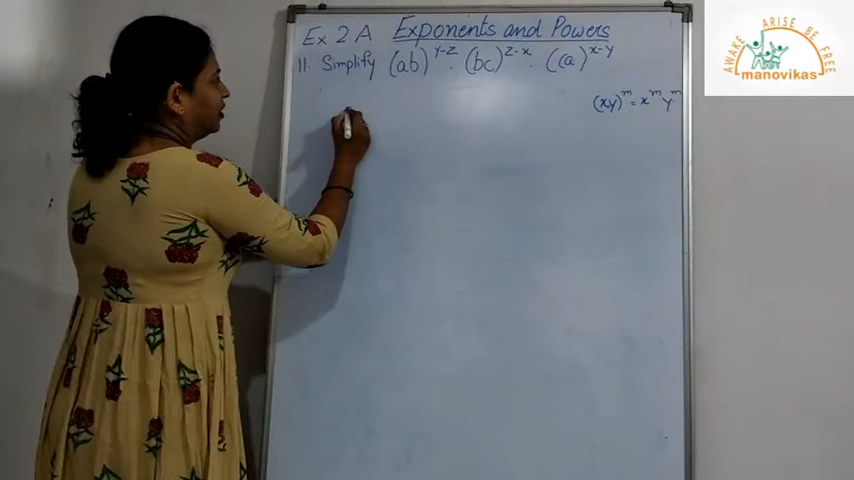 Ex 2 A Exponents and Powers
11. Simplify (ab)^y-z · (bc)^z-x · (ca)^x-y
(xy)^m = x^m y^m
AWAKE ARISE BE FREE
manovikas